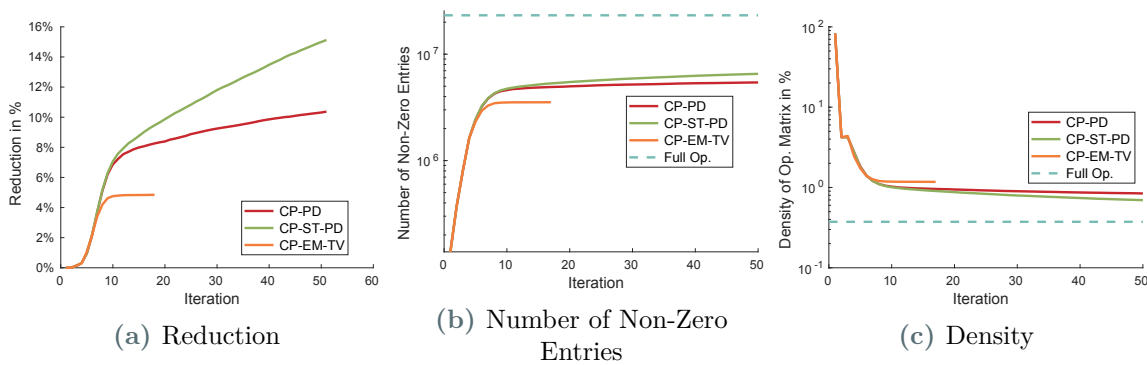 16%
14%
12%
10%
8%
6%
4%
2%
0%
Reduction in %
0 10 20 30 40 50 60
Iteration
CP-PD
CP-ST-PD
CP-EM-TV
(a) Reduction
10^7
10^6
Number of Non-Zero Entries
0 10 20 30 40 50
Iteration
CP-PD
CP-ST-PD
CP-EM-TV
Full Op.
(b) Number of Non-Zero
Entries
10^2
10^1
10^0
10^-1
Density of Op. Matrix in %
0 10 20 30 40 50
Iteration
CP-PD
CP-ST-PD
CP-EM-TV
Full Op.
(c) Density